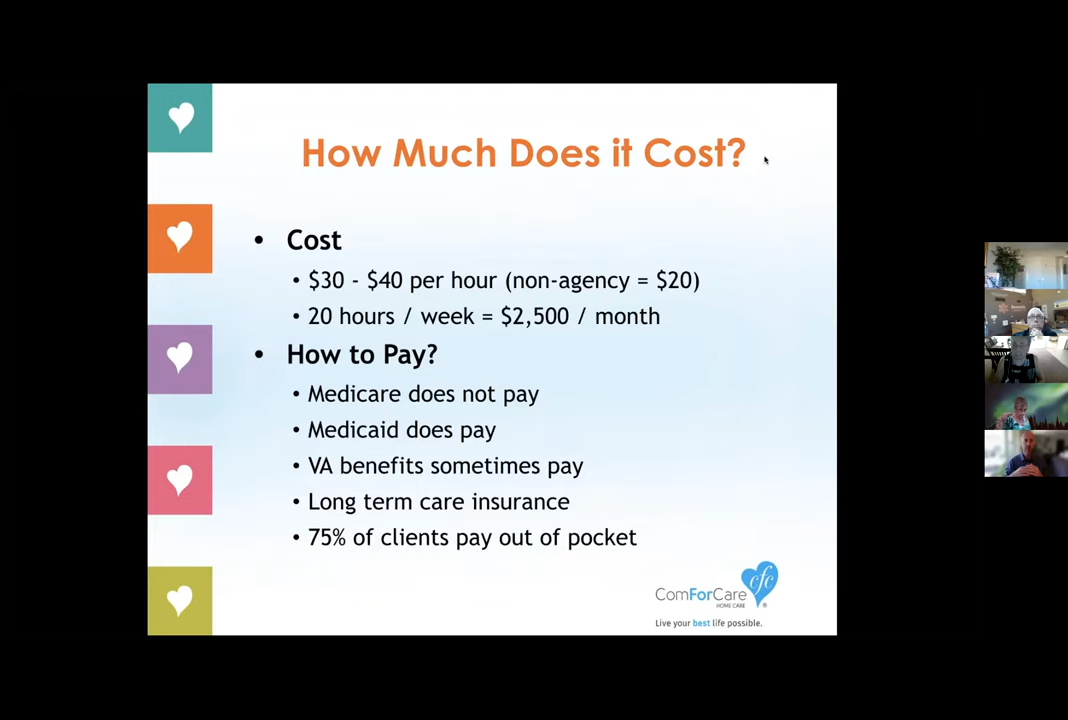 How Much Does it Cost?
• Cost
• $30 - $40 per hour (non-agency = $20)
• 20 hours / week = $2,500 / month
• How to Pay?
• Medicare does not pay
• Medicaid does pay
• VA benefits sometimes pay
• Long term care insurance
• 75% of clients pay out of pocket
cfc
ComForCare
HOME CARE
®
Live your best life possible.